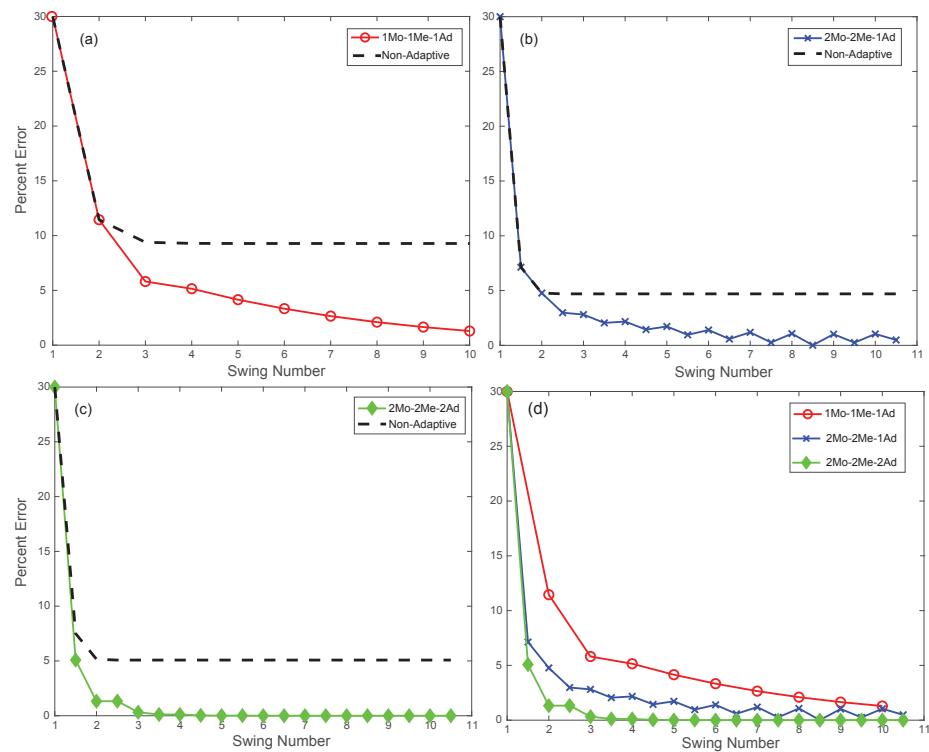 (a)
1Mo-1Me-1Ad
Non-Adaptive
Percent Error
30
25
20
15
10
5
0
1 2 3 4 5 6 7 8 9 10
Swing Number
(b)
2Mo-2Me-1Ad
Non-Adaptive
30
25
20
15
10
5
0
1 2 3 4 5 6 7 8 9 10 11
Swing Number
(c)
2Mo-2Me-2Ad
Non-Adaptive
Percent Error
30
25
20
15
10
5
0
1 2 3 4 5 6 7 8 9 10 11
Swing Number
(d)
1Mo-1Me-1Ad
2Mo-2Me-1Ad
2Mo-2Me-2Ad
30
25
20
15
10
5
0
1 2 3 4 5 6 7 8 9 10 11
Swing Number